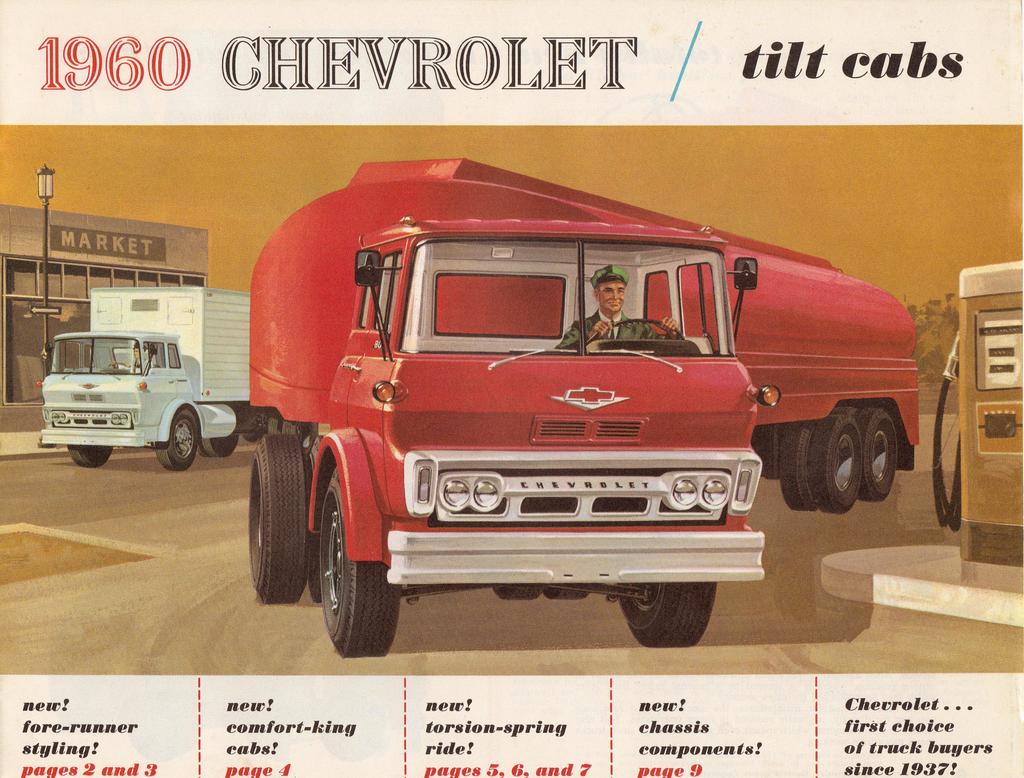 1960 CHEVROLET / tilt cabs
MARKET
CHEVROLET
CHEVROLET
new!
fore-runner
styling!
pages 2 and 3
new!
comfort-king
cabs!
page 4
new!
torsion-spring
ride!
pages 5, 6, and 7
new!
chassis
components!
page 9
Chevrolet...
first choice
of truck buyers
since 1937!